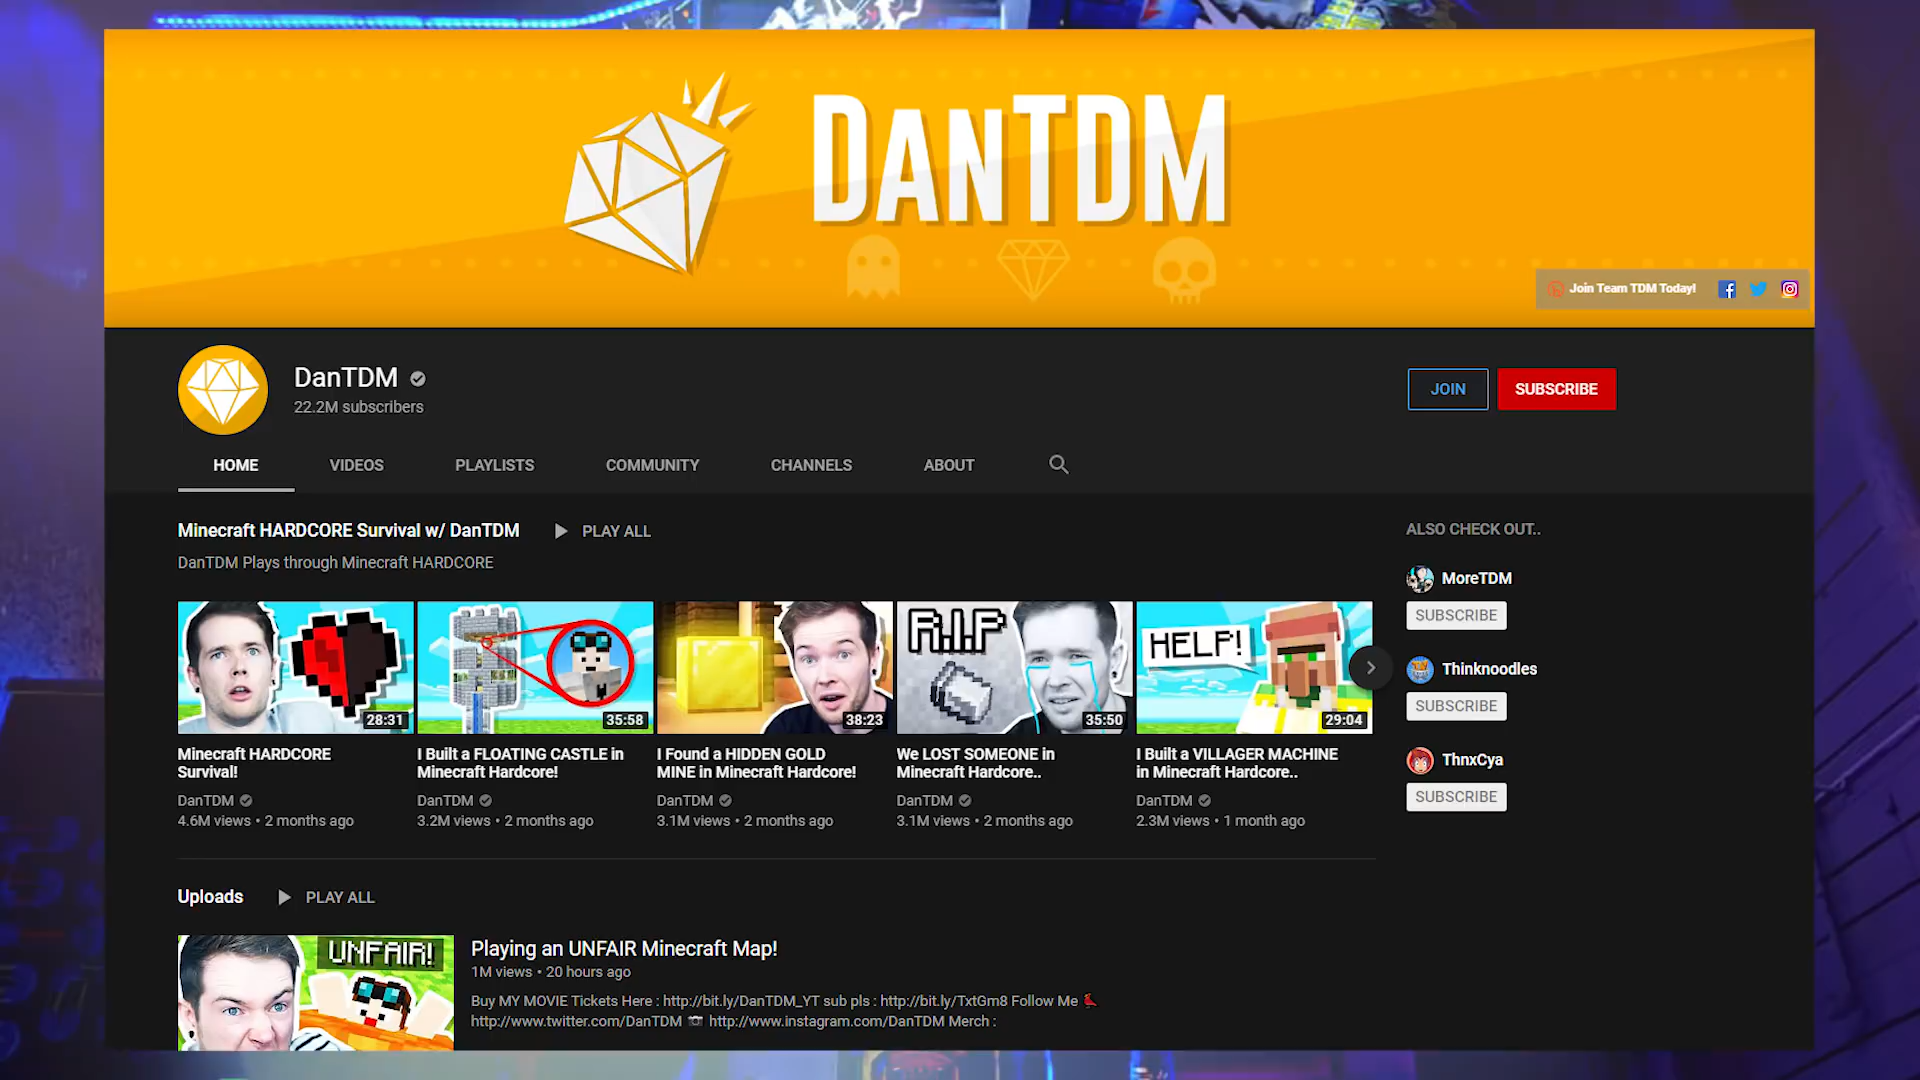 DANTDM
Join Team TDM Today!
DanTDM
22.2M subscribers
JOIN
SUBSCRIBE
HOME
VIDEOS
PLAYLISTS
COMMUNITY
CHANNELS
ABOUT
Minecraft HARDCORE Survival w/ DanTDM
PLAY ALL
DanTDM Plays through Minecraft HARDCORE
28:31
Minecraft HARDCORE
Survival!
DanTDM
4.6M views • 2 months ago
35:58
I Built a FLOATING CASTLE in
Minecraft Hardcore!
DanTDM
3.2M views • 2 months ago
38:23
I Found a HIDDEN GOLD
MINE in Minecraft Hardcore!
DanTDM
3.1M views • 2 months ago
R.I.P
35:50
We LOST SOMEONE in
Minecraft Hardcore..
DanTDM
3.1M views • 2 months ago
HELP!
29:04
I Built a VILLAGER MACHINE
in Minecraft Hardcore..
DanTDM
2.3M views • 1 month ago
ALSO CHECK OUT..
MoreTDM
SUBSCRIBE
Thinknoodles
SUBSCRIBE
ThnxCya
SUBSCRIBE
Uploads
PLAY ALL
UNFAIR!
Playing an UNFAIR Minecraft Map!
1M views • 20 hours ago
Buy MY MOVIE Tickets Here : http://bit.ly/DanTDM_YT sub pls : http://bit.ly/TxtGm8 Follow Me
http://www.twitter.com/DanTDM 📷 http://www.instagram.com/DanTDM Merch :